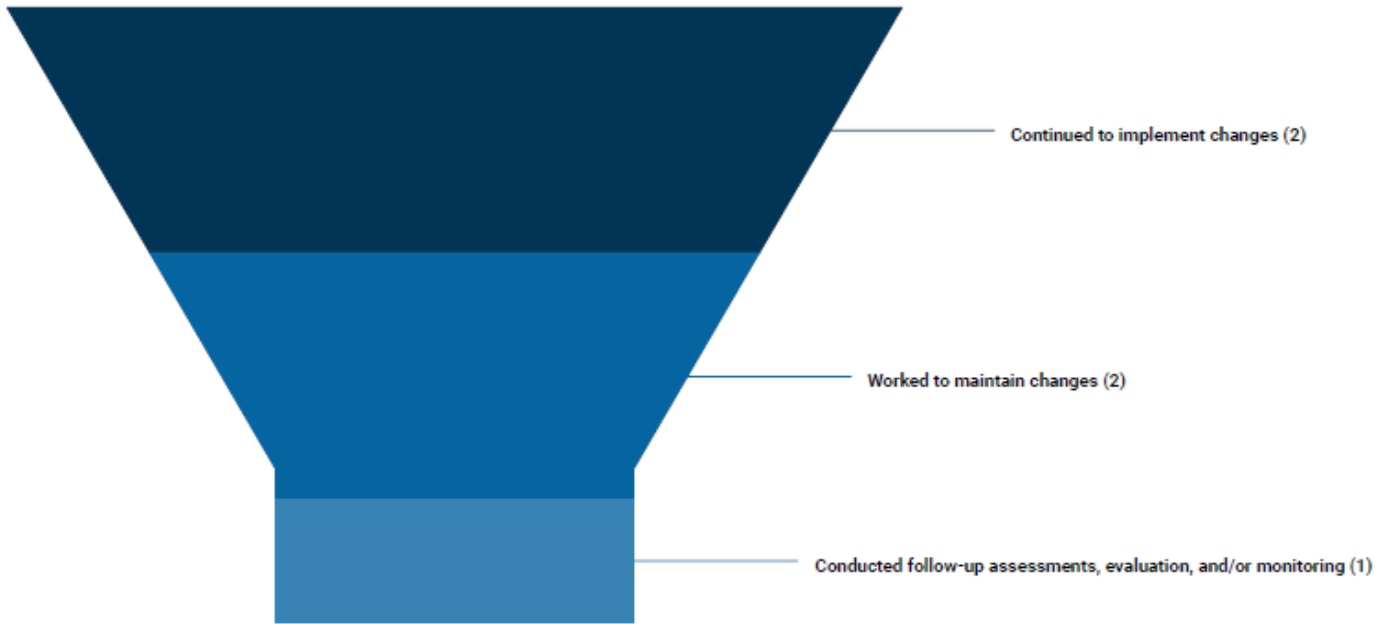 Continued to implement changes (2)
Worked to maintain changes (2)
Conducted follow-up assessments, evaluation, and/or monitoring (1)